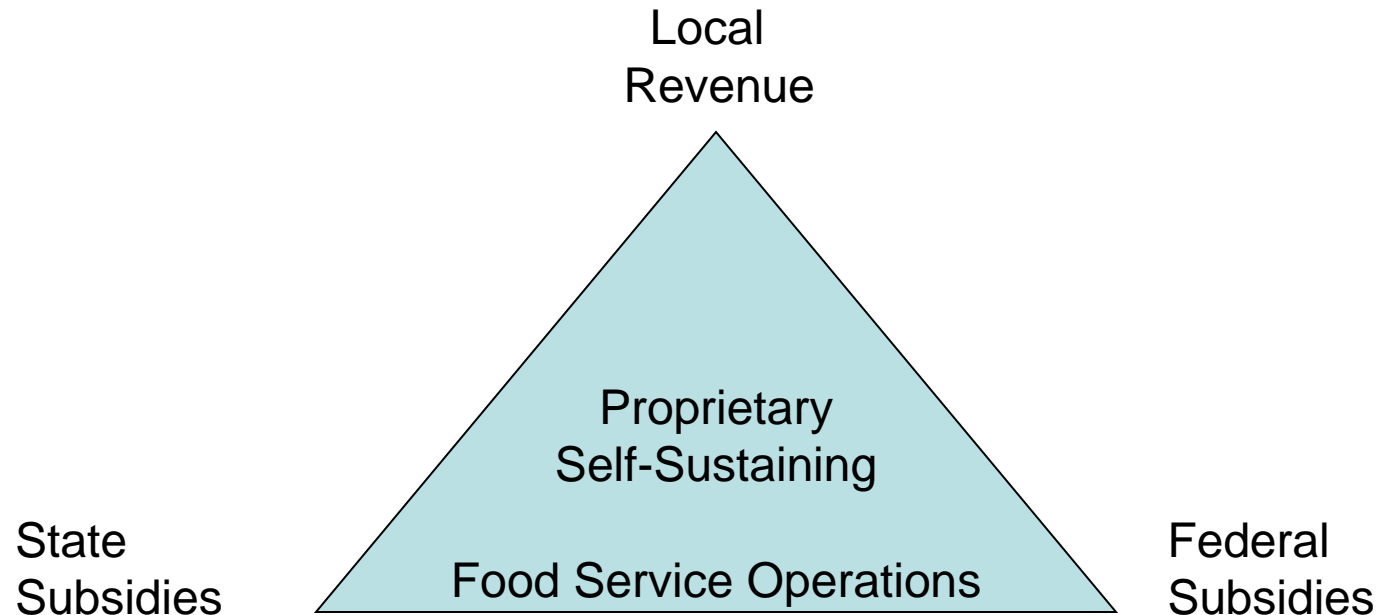 Local
Revenue
Proprietary
Self-Sustaining
State
Subsidies
Food Service Operations
Federal
Subsidies